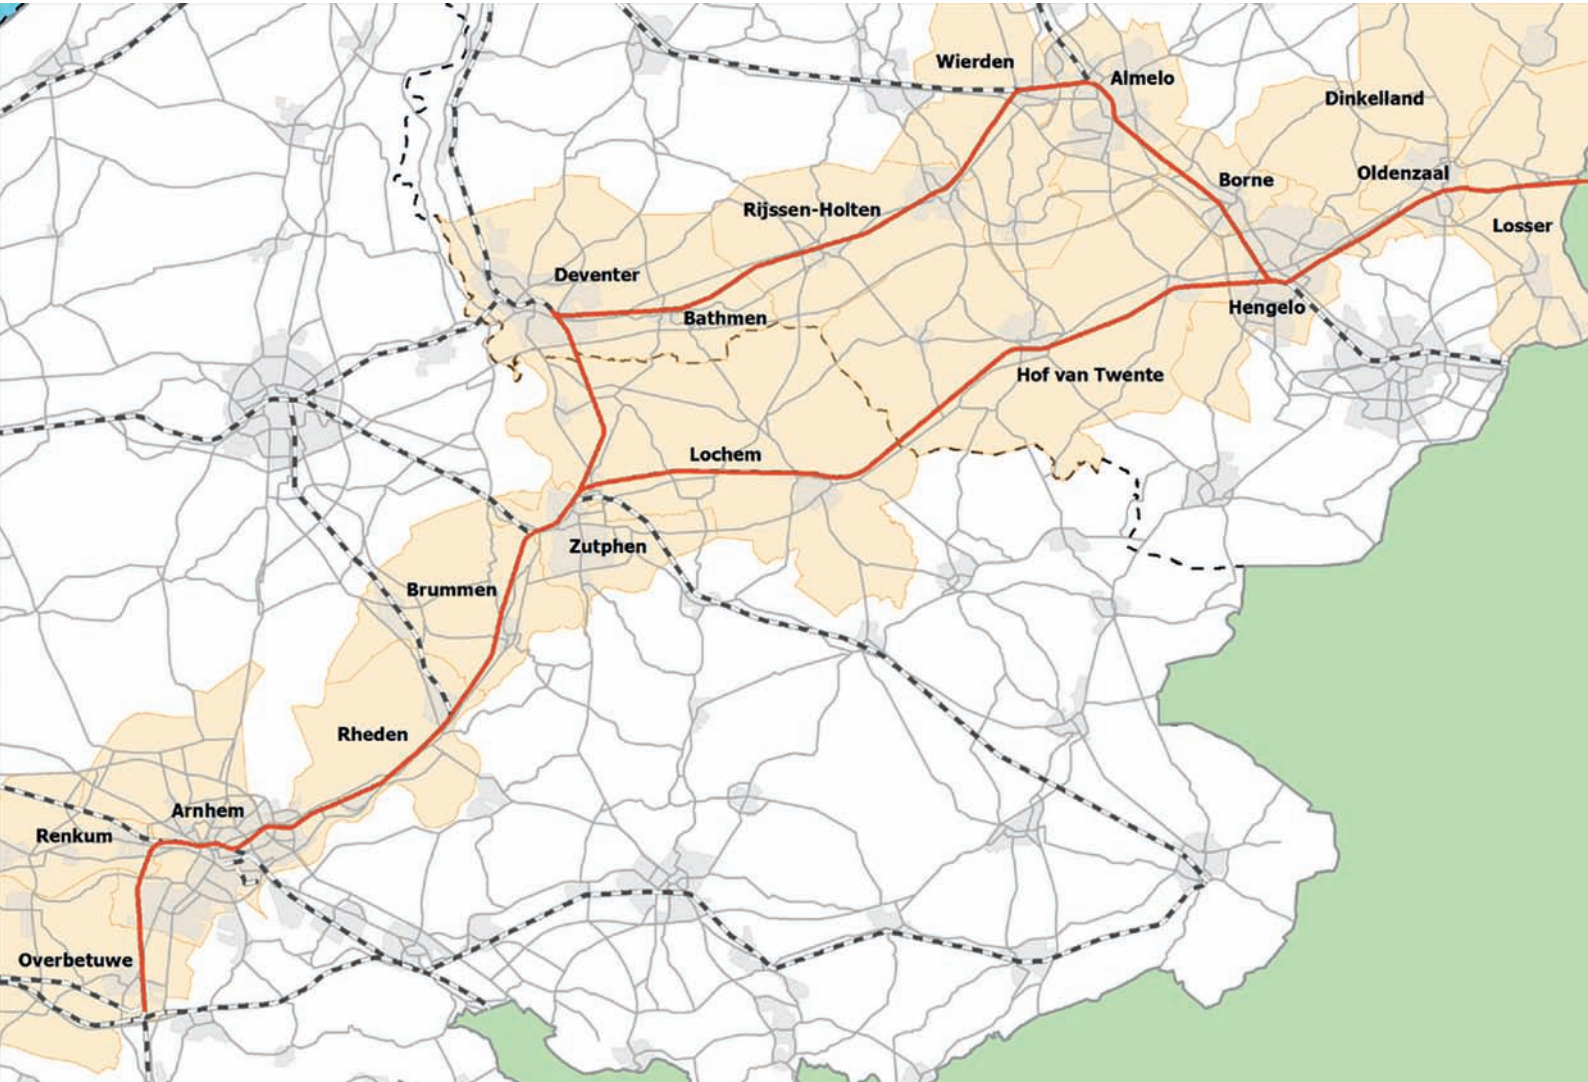 Wierden
Almelo
Dinkelland
Oldenzaal
Borne
Rijssen-Holten
Losser
Deventer
Hengelo
Bathmen
Hof van Twente
Lochem
Zutphen
Brummen
Rheden
Arnhem
Renkum
Overbetuwe